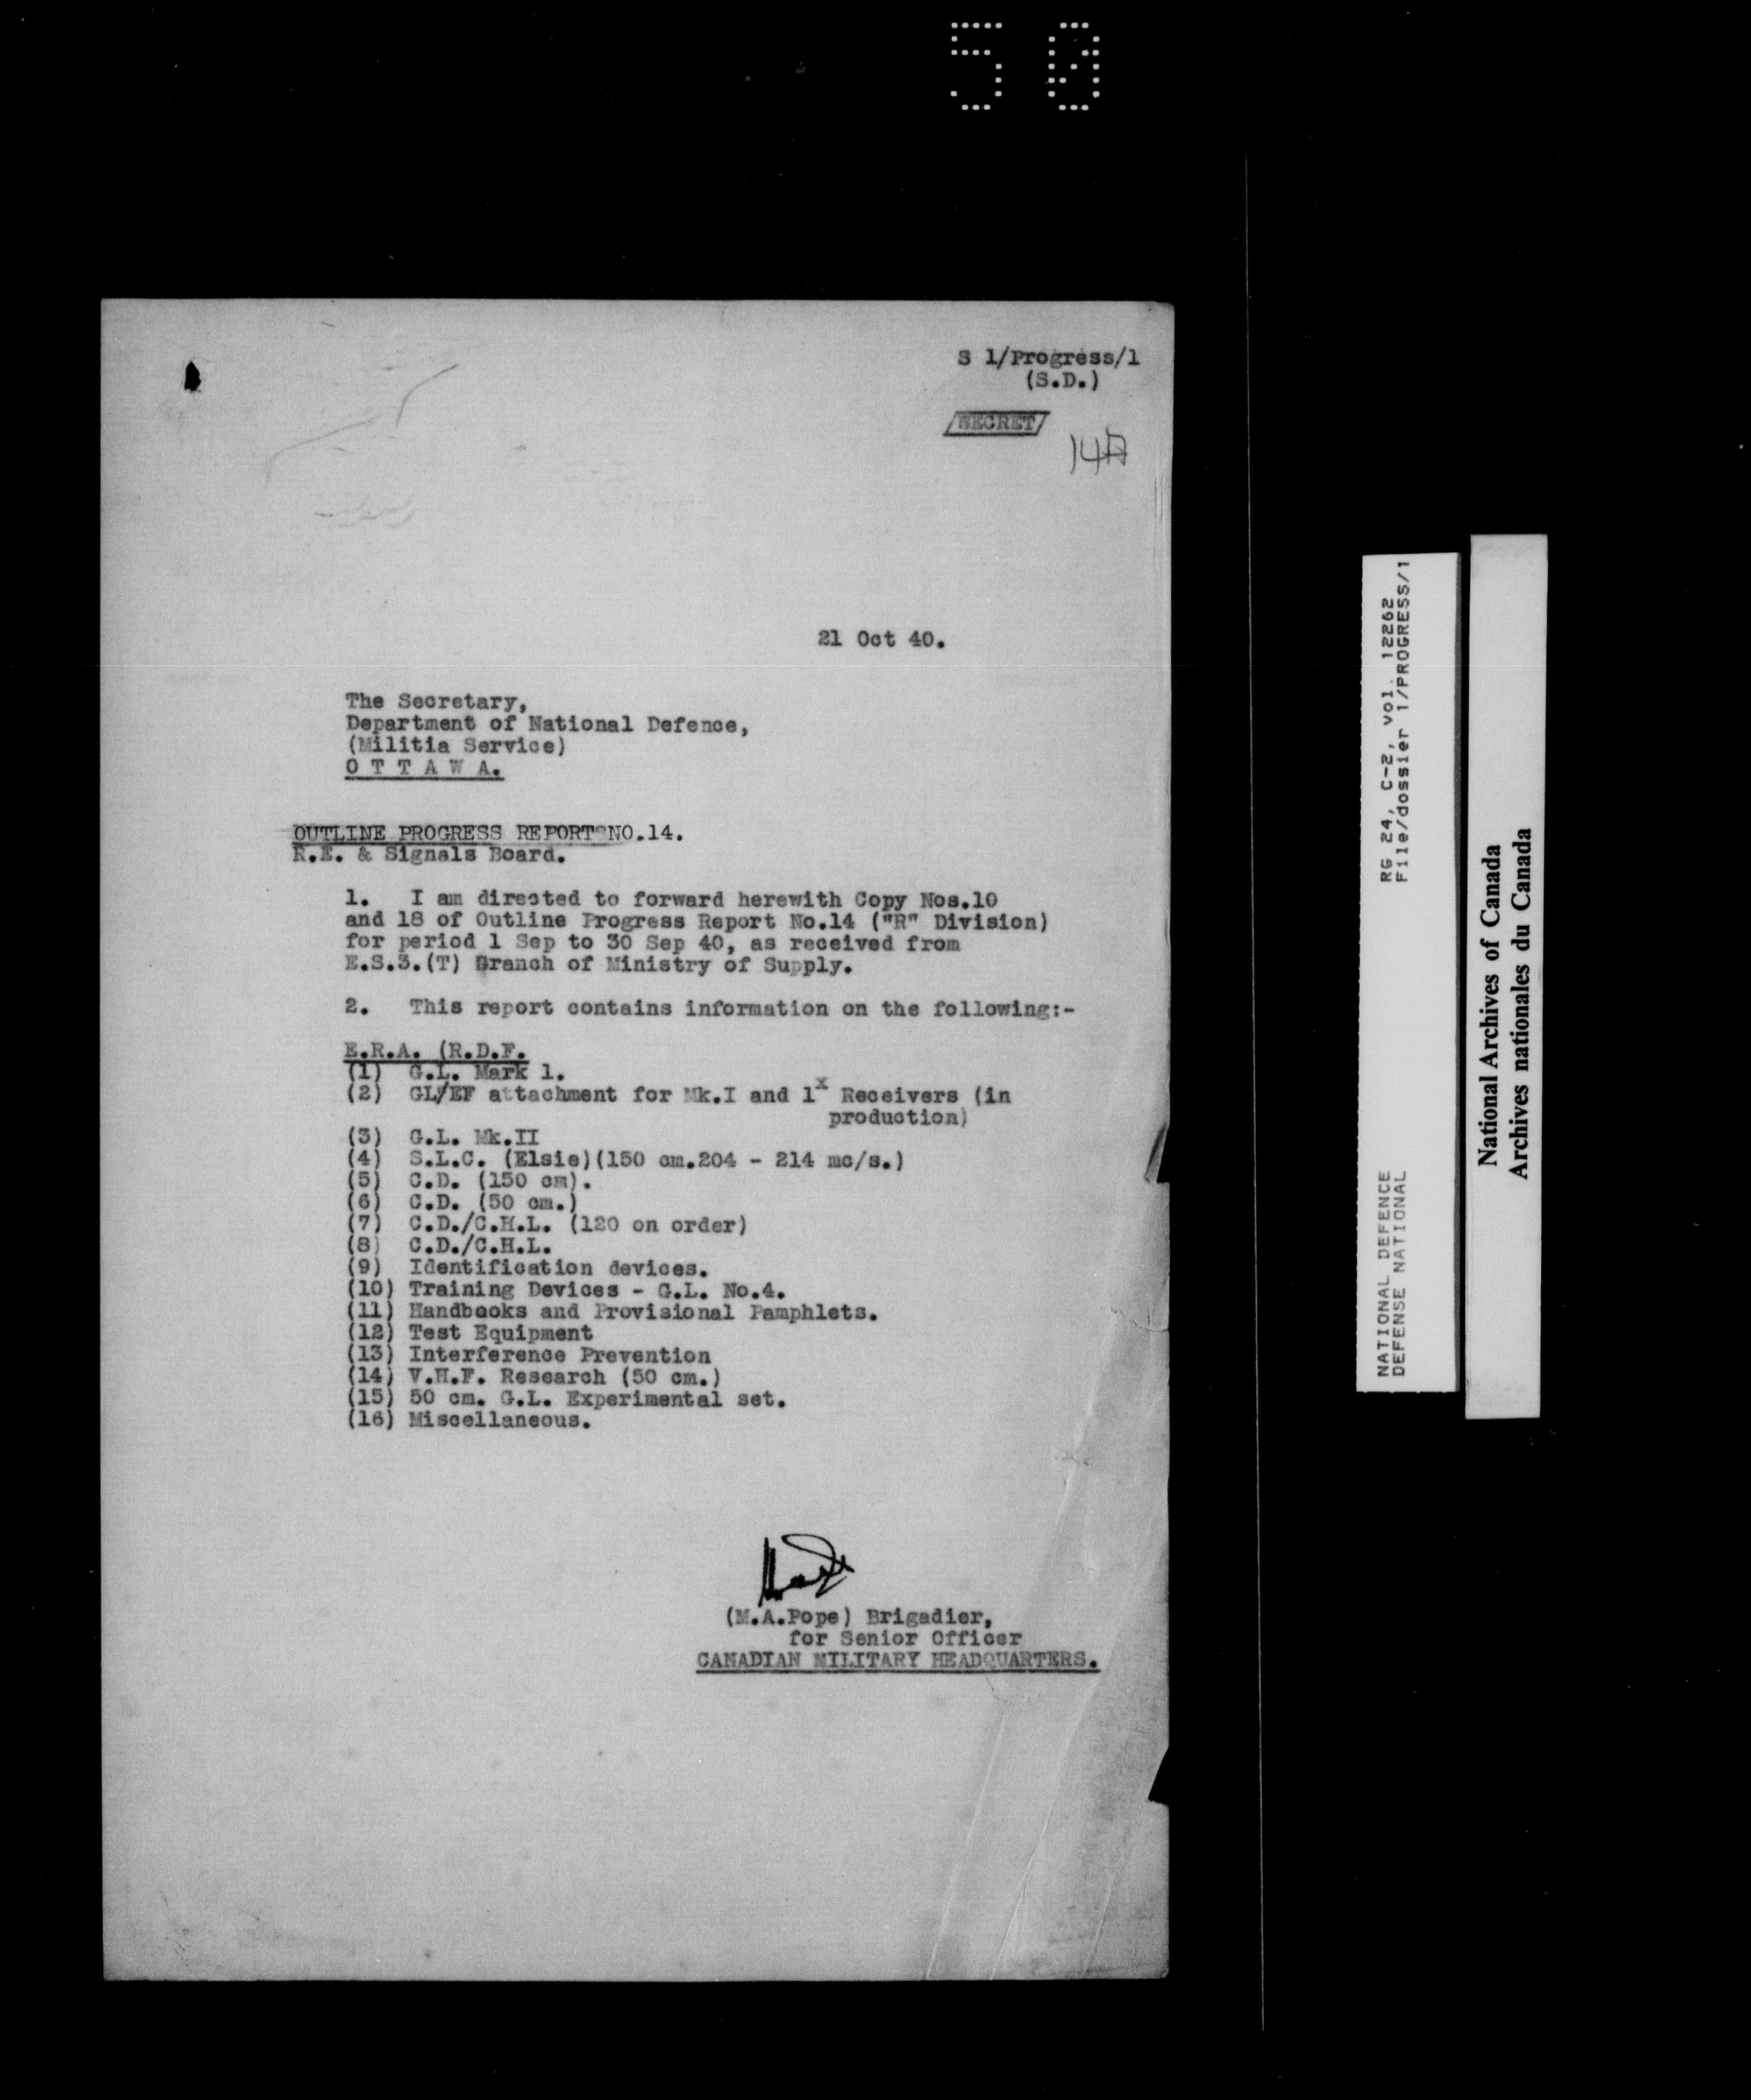 50
S 1/Progress/1
(S.D.)
SECRET
14A
21 Oct 40.
The Secretary,
Department of National Defence,
(Militia Service)
O T T A W A.
OUTLINE PROGRESS REPORT NO.14.
R.E. & Signals Board.
1. I am directed to forward herewith Copy Nos.10
and 18 of Outline Progress Report No.14 ("R" Division)
for period 1 Sep to 30 Sep 40, as received from
E.S.3.(T) Branch of Ministry of Supply.
2. This report contains information on the following:-
E.R.A. (R.D.F.
(1) G.L. Mark 1.
(2) GL/EF attachment for Mk.I and 1x Receivers (in
production)
(3) G.L. Mk.II
(4) S.L.C. (Elsie)(150 cm.204 - 214 mc/s.)
(5) C.D. (150 cm).
(6) C.D. (50 cm.)
(7) C.D./C.H.L. (120 on order)
(8) C.D./C.H.L.
(9) Identification devices.
(10) Training Devices - G.L. No.4.
(11) Handbooks and Provisional Pamphlets.
(12) Test Equipment
(13) Interference Prevention
(14) V.H.F. Research (50 cm.)
(15) 50 cm. G.L. Experimental set.
(16) Miscellaneous.
(M.A.Pope) Brigadier,
for Senior Officer
CANADIAN MILITARY HEADQUARTERS.
NATIONAL DEFENCE RG 24, C-2, vol. 12262
DEFENSE NATIONAL File/dossier 1/PROGRESS/1
National Archives of Canada
Archives nationales du Canada